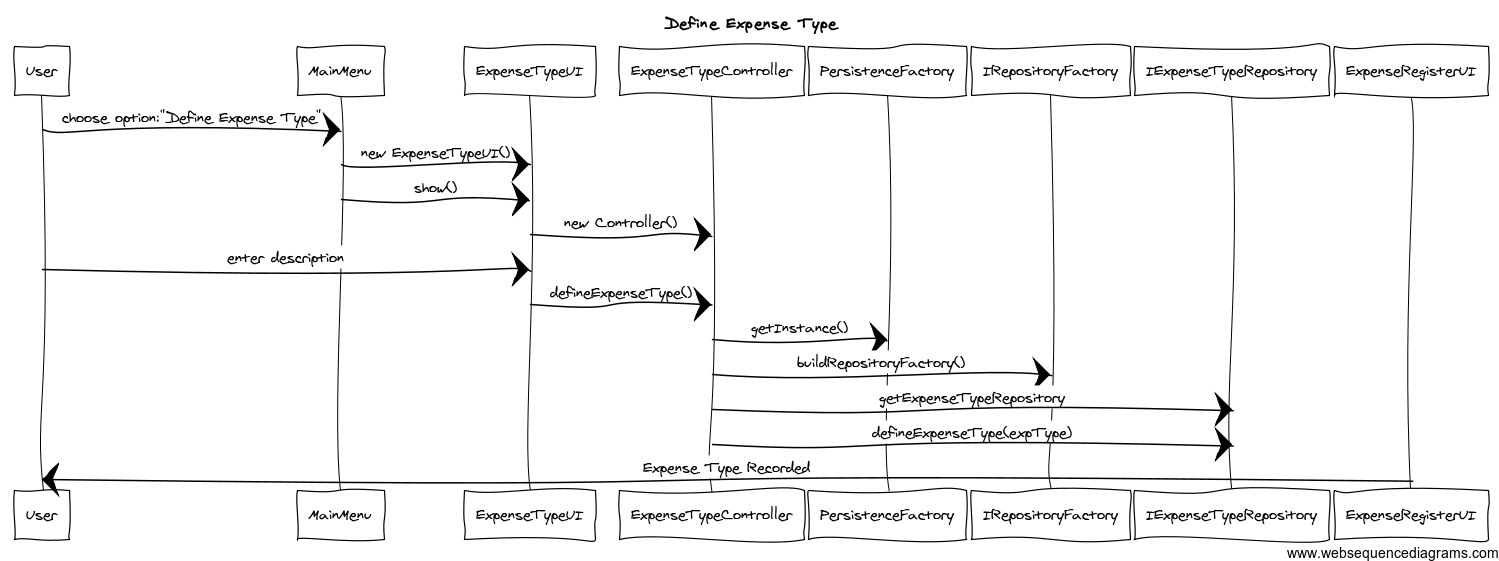 Define Expense Type
User
MainMenu
ExpenseTypeUI
ExpenseTypeController
PersistenceFactory
IRepositoryFactory
IExpenseTypeRepository
ExpenseRegisterUI
choose option:"Define Expense Type"
new ExpenseTypeUI()
show()
new Controller()
enter description
defineExpenseType()
getInstance()
buildRepositoryFactory()
getExpenseTypeRepository
defineExpenseType(expType)
Expense Type Recorded
User
MainMenu
ExpenseTypeUI
ExpenseTypeController
PersistenceFactory
IRepositoryFactory
IExpenseTypeRepository
ExpenseRegisterUI
www.websequencediagrams.com